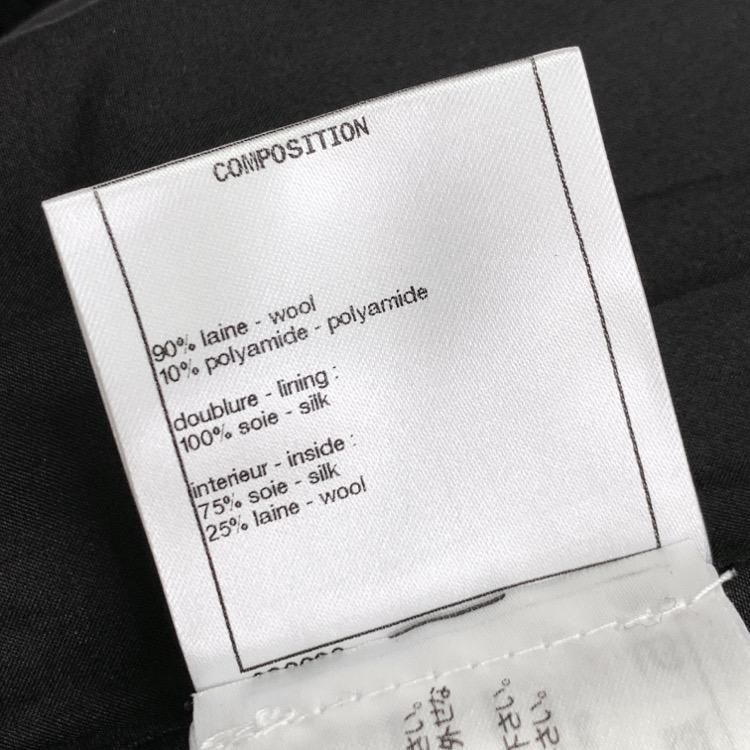 COMPOSITION
90% laine - wool
10% polyamide - polyamide
doublure - lining :
100% soie - silk
interieur - inside :
75% soie - silk
25% laine - wool